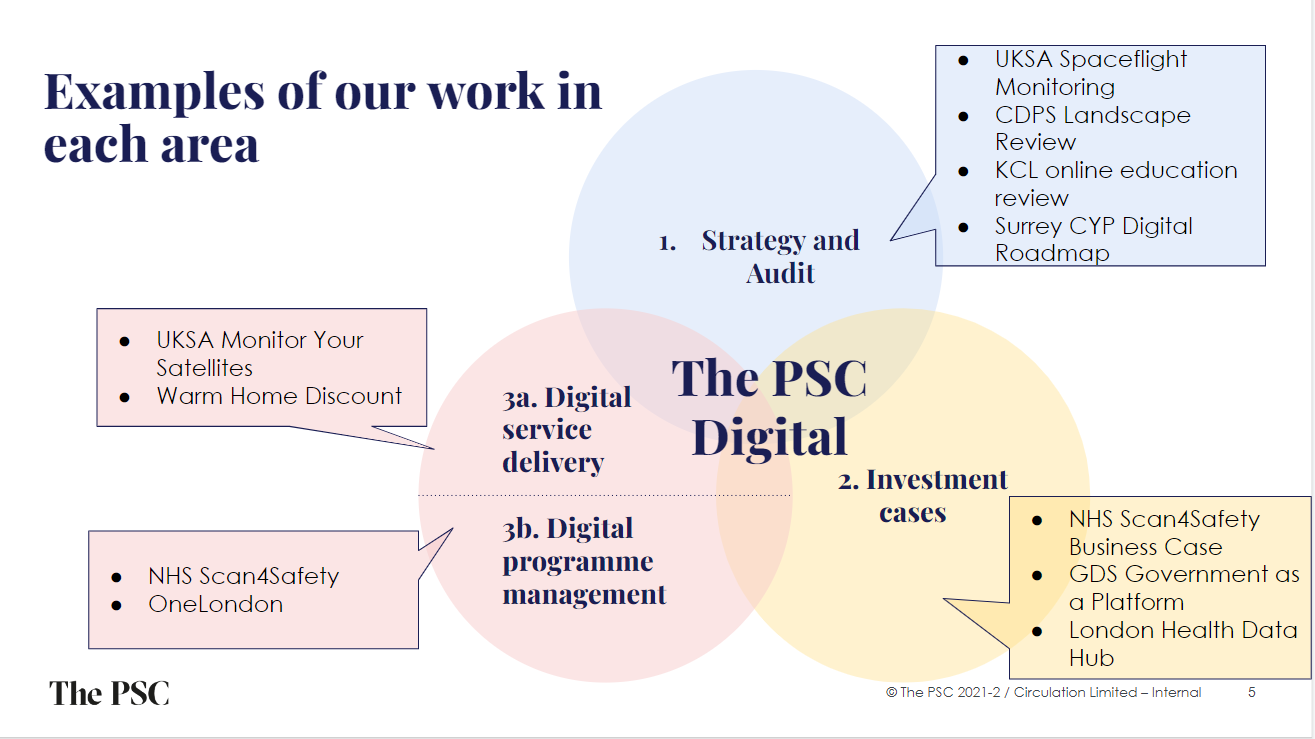 Examples of our work in
each area
● UKSA Spaceflight
Monitoring
● CDPS Landscape
Review
● KCL online education
review
● Surrey CYP Digital
Roadmap
1. Strategy and
Audit
● UKSA Monitor Your
Satellites
● Warm Home Discount
The PSC
Digital
3a. Digital
service
delivery
2. Investment
cases
3b. Digital
programme
management
● NHS Scan4Safety
● OneLondon
● NHS Scan4Safety
Business Case
● GDS Government as
a Platform
● London Health Data
Hub
The PSC
© The PSC 2021-2 / Circulation Limited – Internal
5